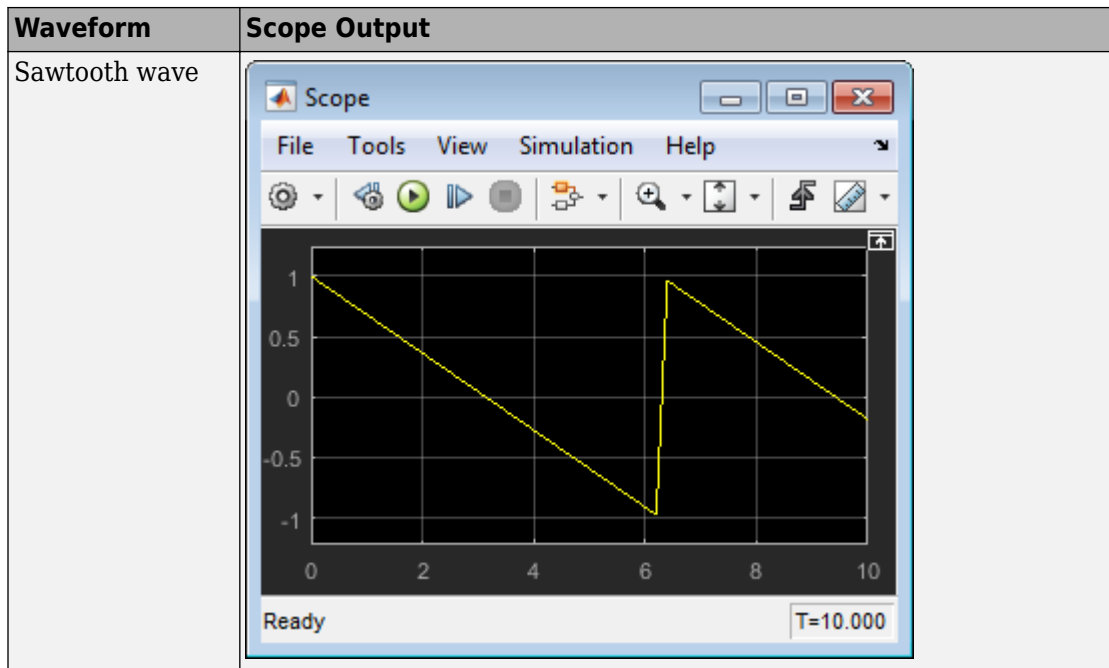 Waveform
Scope Output
Sawtooth wave
Scope
File Tools View Simulation Help
1
0.5
0
-0.5
-1
0 2 4 6 8 10
Ready
T=10.000